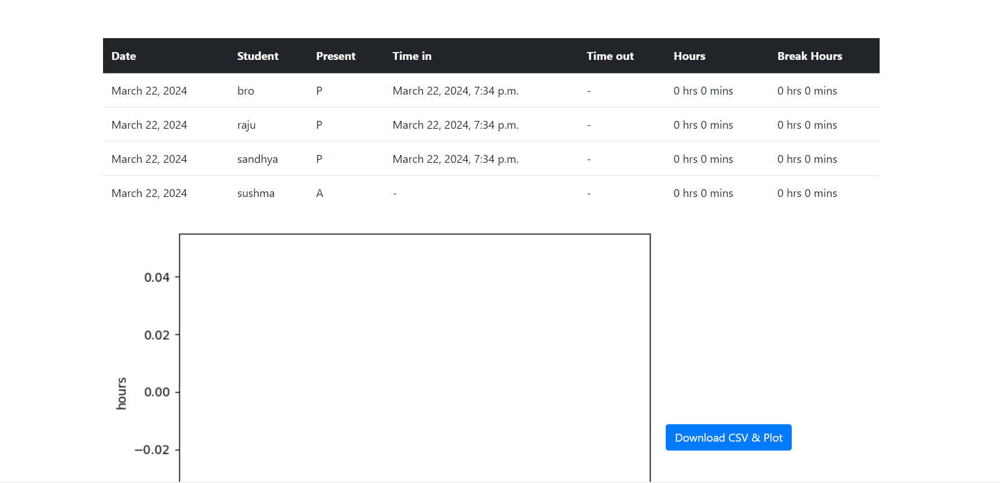 Date Student Present Time in Time out Hours Break Hours
March 22, 2024 bro P March 22, 2024, 7:34 p.m. - 0 hrs 0 mins 0 hrs 0 mins
March 22, 2024 raju P March 22, 2024, 7:34 p.m. - 0 hrs 0 mins 0 hrs 0 mins
March 22, 2024 sandhya P March 22, 2024, 7:34 p.m. - 0 hrs 0 mins 0 hrs 0 mins
March 22, 2024 sushma A - - 0 hrs 0 mins 0 hrs 0 mins
0.04
0.02
0.00
−0.02
hours
Download CSV & Plot